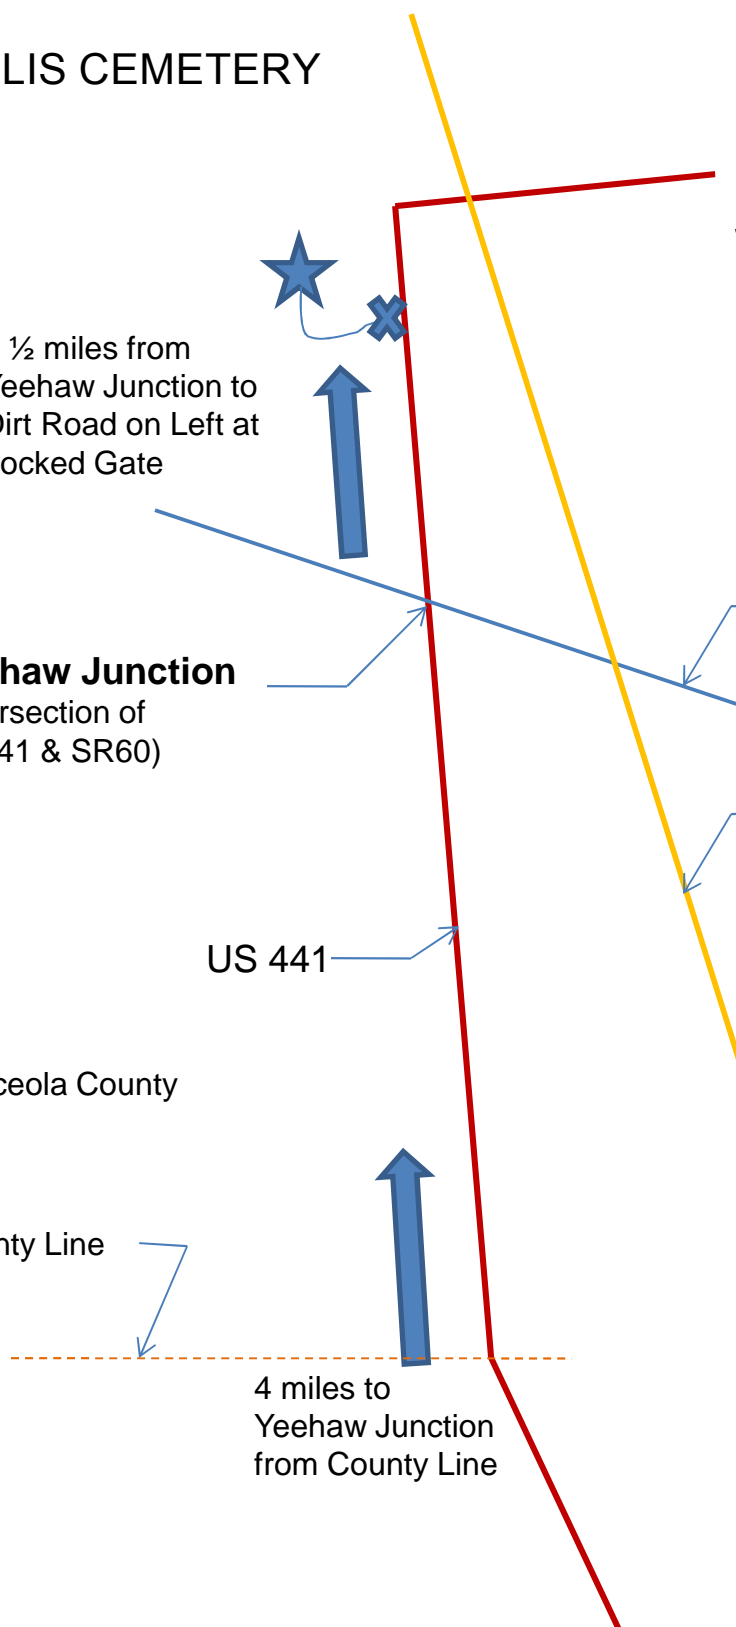 LIS CEMETERY
½ miles from
Yeehaw Junction to
Dirt Road on Left at
ocked Gate
haw Junction
rsection of
41 & SR60)
US 441
ceola County
nty Line
4 miles to
Yeehaw Junction
from County Line